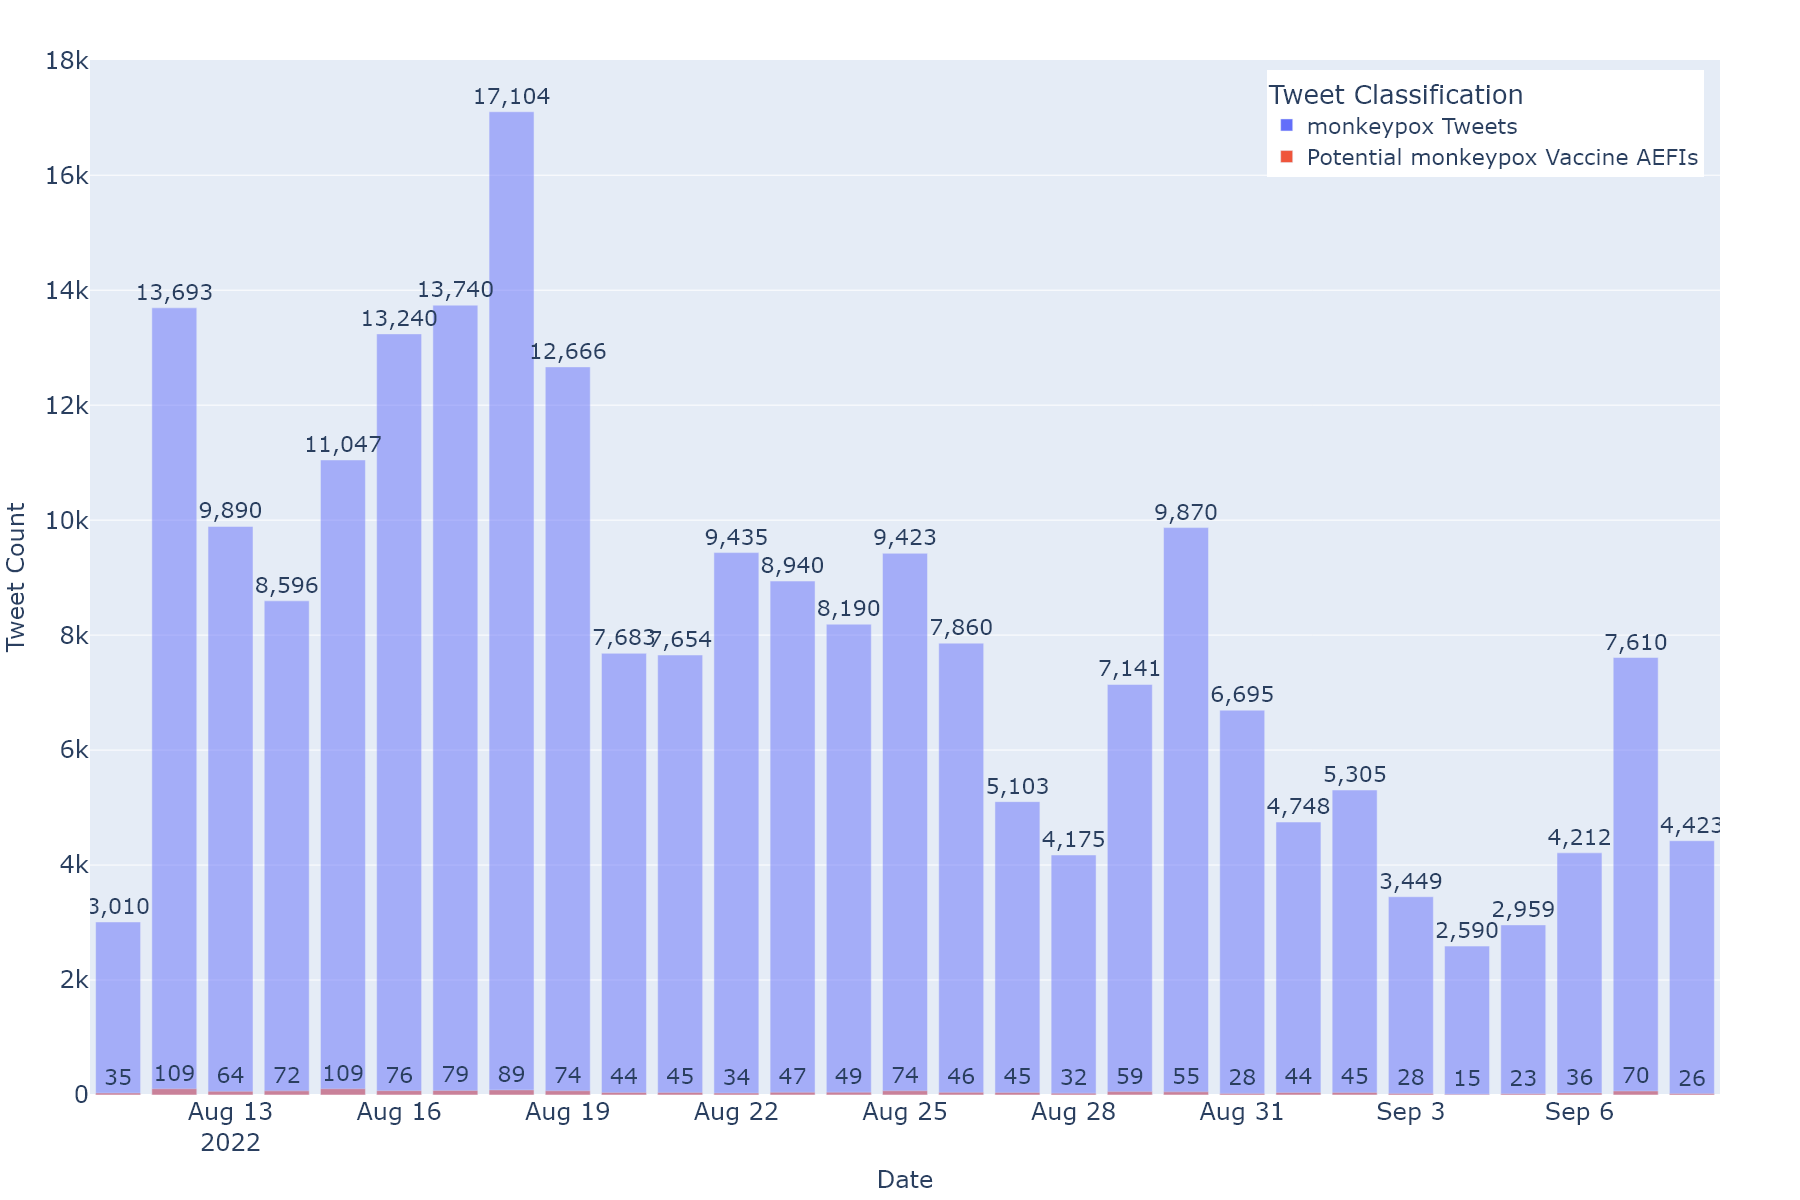 18k
16k
14k
12k
10k
8k
6k
4k
2k
0
Tweet Count
Tweet Classification
monkeypox Tweets
Potential monkeypox Vaccine AEFIs
3,010
13,693
9,890
8,596
11,047
13,240
13,740
17,104
12,666
7,683
7,654
9,435
8,940
8,190
9,423
7,860
5,103
4,175
7,141
9,870
6,695
4,748
5,305
3,449
2,590
2,959
4,212
7,610
4,423
35 109 64 72 109 76 79 89 74 44 45 34 47 49 74 46 45 32 59 55 28 44 45 28 15 23 36 70 26
Aug 13 Aug 16 Aug 19 Aug 22 Aug 25 Aug 28 Aug 31 Sep 3 Sep 6
2022
Date